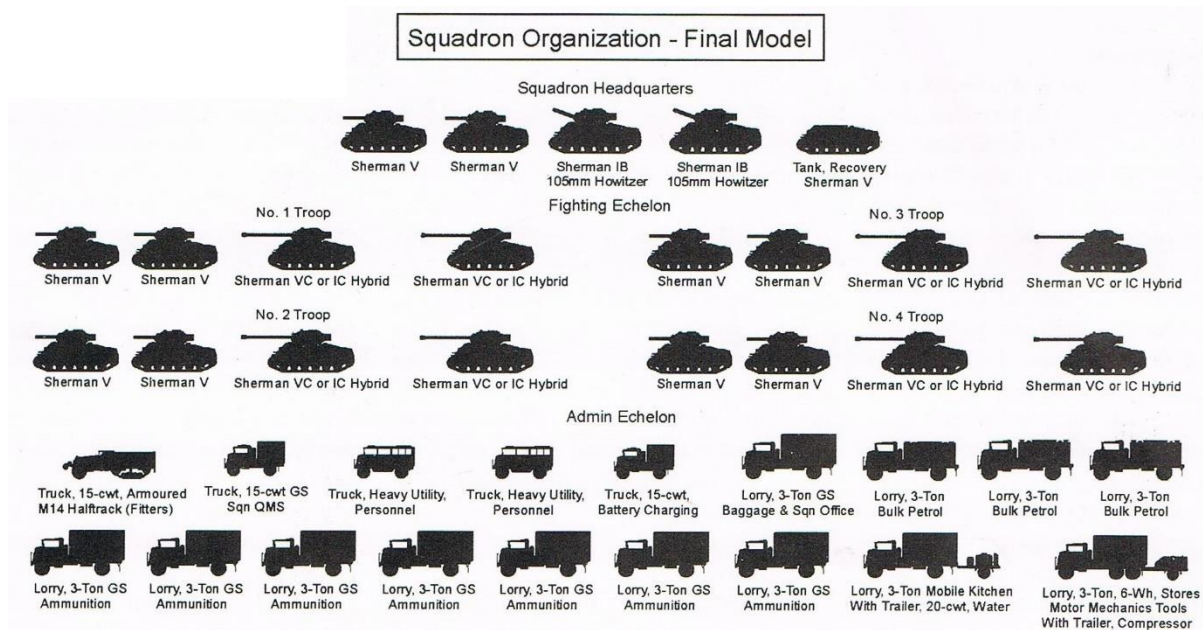 Squadron Organization - Final Model
Squadron Headquarters
Sherman V
Sherman V
Sherman IB
105mm Howitzer
Sherman IB
105mm Howitzer
Tank, Recovery
Sherman V
Fighting Echelon
No. 1 Troop
Sherman V
Sherman V
Sherman VC or IC Hybrid
Sherman VC or IC Hybrid
No. 3 Troop
Sherman V
Sherman V
Sherman VC or IC Hybrid
Sherman VC or IC Hybrid
No. 2 Troop
Sherman V
Sherman V
Sherman VC or IC Hybrid
Sherman VC or IC Hybrid
No. 4 Troop
Sherman V
Sherman V
Sherman VC or IC Hybrid
Sherman VC or IC Hybrid
Admin Echelon
Truck, 15-cwt, Armoured
M14 Halftrack (Fitters)
Truck, 15-cwt GS
Sqn QMS
Truck, Heavy Utility,
Personnel
Truck, Heavy Utility,
Personnel
Truck, 15-cwt,
Battery Charging
Lorry, 3-Ton GS
Baggage & Sqn Office
Lorry, 3-Ton
Bulk Petrol
Lorry, 3-Ton
Bulk Petrol
Lorry, 3-Ton
Bulk Petrol
Lorry, 3-Ton GS
Ammunition
Lorry, 3-Ton GS
Ammunition
Lorry, 3-Ton GS
Ammunition
Lorry, 3-Ton GS
Ammunition
Lorry, 3-Ton GS
Ammunition
Lorry, 3-Ton GS
Ammunition
Lorry, 3-Ton GS
Ammunition
Lorry, 3-Ton Mobile Kitchen
With Trailer, 20-cwt, Water
Lorry, 3-Ton, 6-Wh, Stores
Motor Mechanics Tools
With Trailer, Compressor